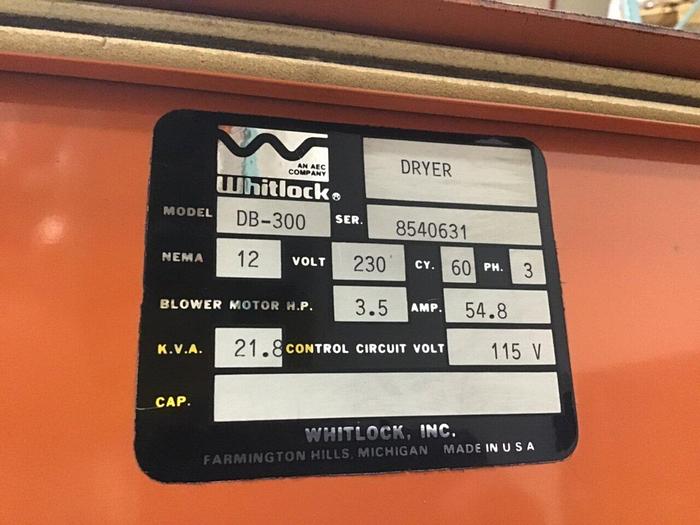 AN AEC
COMPANY
Whitlock®
DRYER
MODEL DB-300 SER. 8540631
NEMA 12 VOLT 230 CY. 60 PH. 3
BLOWER MOTOR H.P. 3.5 AMP. 54.8
K.V.A. 21.8 CONTROL CIRCUIT VOLT 115 V
CAP.
WHITLOCK, INC.
FARMINGTON HILLS, MICHIGAN MADE IN U S A